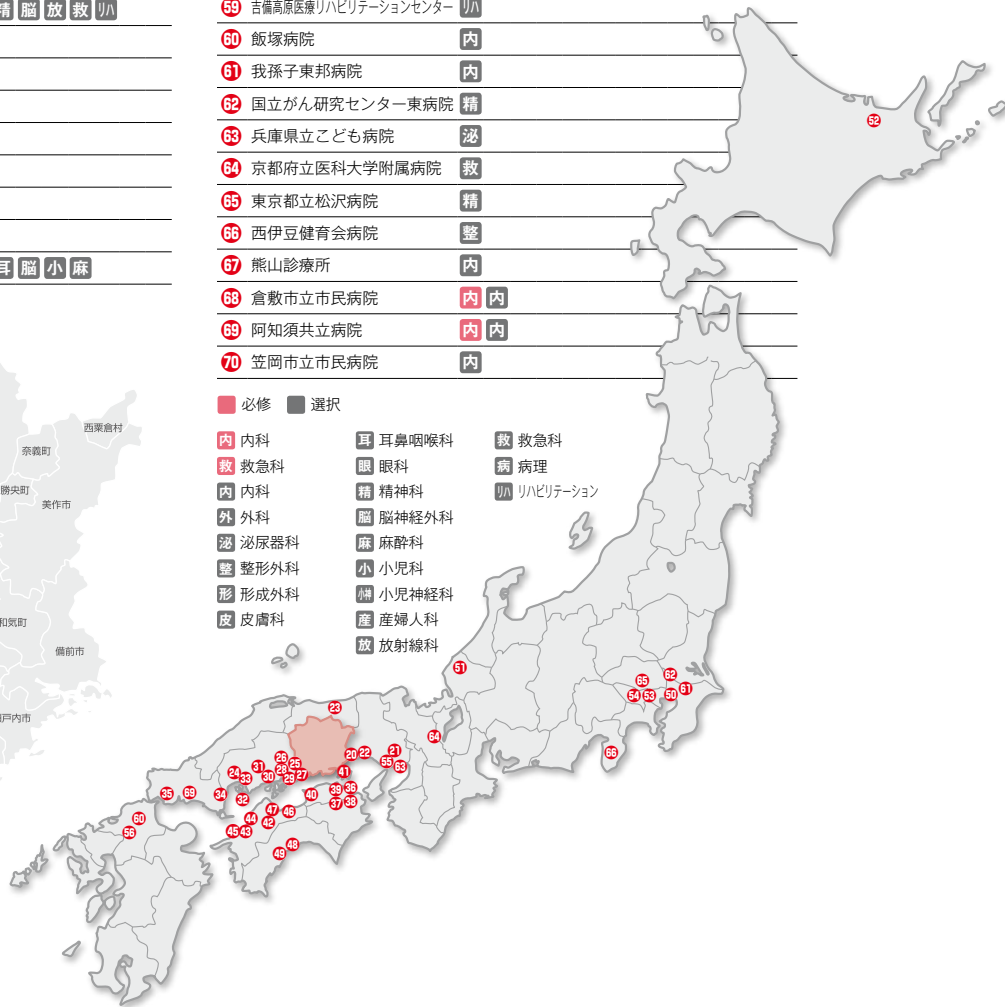 精 脳 放 救 リハ
耳 脳 小 麻
59 吉備高原医療リハビリテーションセンター リハ
60 飯塚病院 内
61 我孫子東邦病院 内
62 国立がん研究センター東病院 精
63 兵庫県立こども病院 泌
64 京都府立医科大学附属病院 救
65 東京都立松沢病院 精
66 西伊豆健育会病院 整
67 熊山診療所 内
68 倉敷市立市民病院 内 内
69 阿知須共立病院 内 内
70 笠岡市立市民病院 内
必修 選択
内 内科
救 救急科
内 内科
外 外科
泌 泌尿器科
整 整形外科
形 形成外科
皮 皮膚科
耳 耳鼻咽喉科
眼 眼科
精 精神科
脳 脳神経外科
麻 麻酔科
小 小児科
小神 小児神経科
産 産婦人科
放 放射線科
救 救急科
病 病理
リハ リハビリテーション
西粟倉村
奈義町
勝央町
美作市
和気町
備前市
瀬戸内市
52
51
62
65
61
54
53
50
66
23
64
20
22
21
55
63
26
25
28
27
29
31
30
24
33
41
35
69
34
32
40
39
36
37
38
47
46
44
42
45
43
48
49
60
56